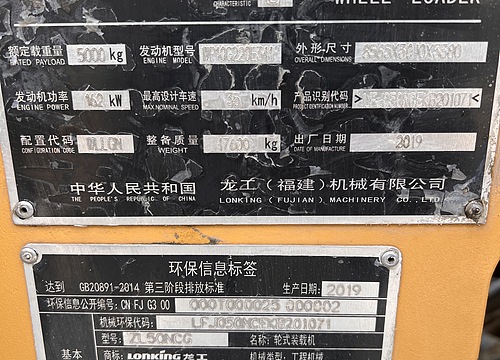 CHARACTERISTIC WHEEL LOADER
额定载重量 5000 kg 发动机型号 外形尺寸
RATED PAYLOAD ENGINE MODEL OVERALL DIMENSIONS
发动机功率 162 kW 最高设计车速 km/h 产品识别代码
ENGINE POWER MAX.NOMINAL SPEED PRODUCT IDENTIFICATION NUMBER
配置代码 整备质量 17600 kg 出厂日期 2019
CONFIGURATION CODE WEIGHT DATE OF MANUFACTURE
中华人民共和国 龙工（福建）机械有限公司
THE PEOPLE'S REPUBLIC OF CHINA LONKING (FUJIAN) MACHINERY CO.,LTD.
环保信息标签
达到 GB20891-2014 第三阶段排放标准 生产日期: 2019
环保信息公开编号: CN FJ G3 00 000T000025 000002
机械环保代码:
型号: ZL50NCG 名称: 轮式装载机
基本 商标: LONKING 龙工 机械类型: 工程机械